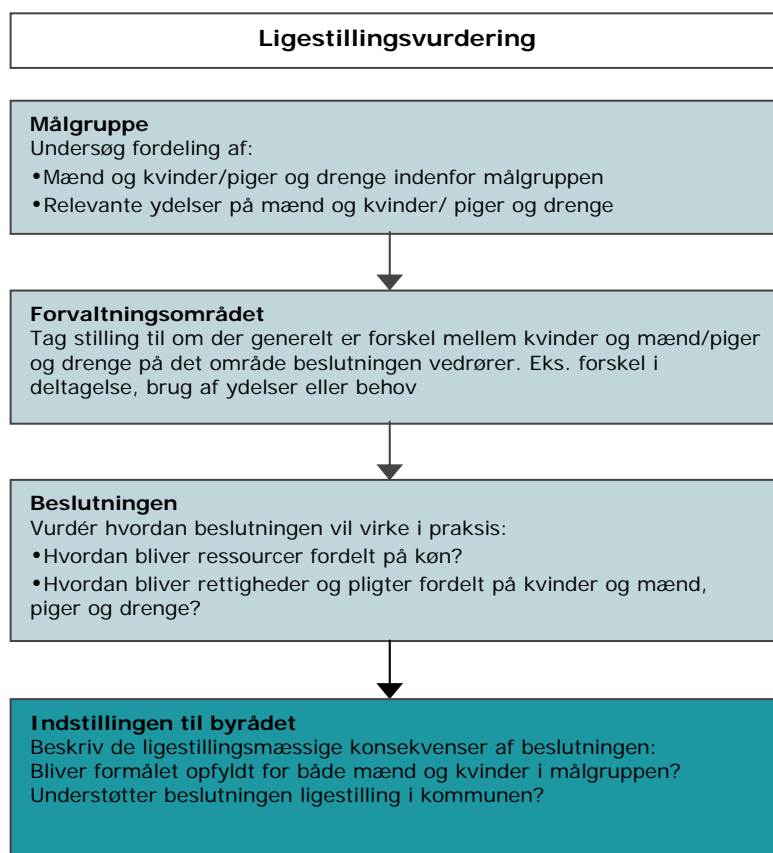 Ligestillingsvurdering
Målgruppe
Undersøg fordeling af:
•Mænd og kvinder/piger og drenge indenfor målgruppen
•Relevante ydelser på mænd og kvinder/ piger og drenge
Forvaltningsområdet
Tag stilling til om der generelt er forskel mellem kvinder og mænd/piger
og drenge på det område beslutningen vedrører. Eks. forskel i
deltagelse, brug af ydelser eller behov
Beslutningen
Vurdér hvordan beslutningen vil virke i praksis:
•Hvordan bliver ressourcer fordelt på køn?
•Hvordan bliver rettigheder og pligter fordelt på kvinder og mænd,
piger og drenge?
Indstillingen til byrådet
Beskriv de ligestillingsmæssige konsekvenser af beslutningen:
Bliver formålet opfyldt for både mænd og kvinder i målgruppen?
Understøtter beslutningen ligestilling i kommunen?